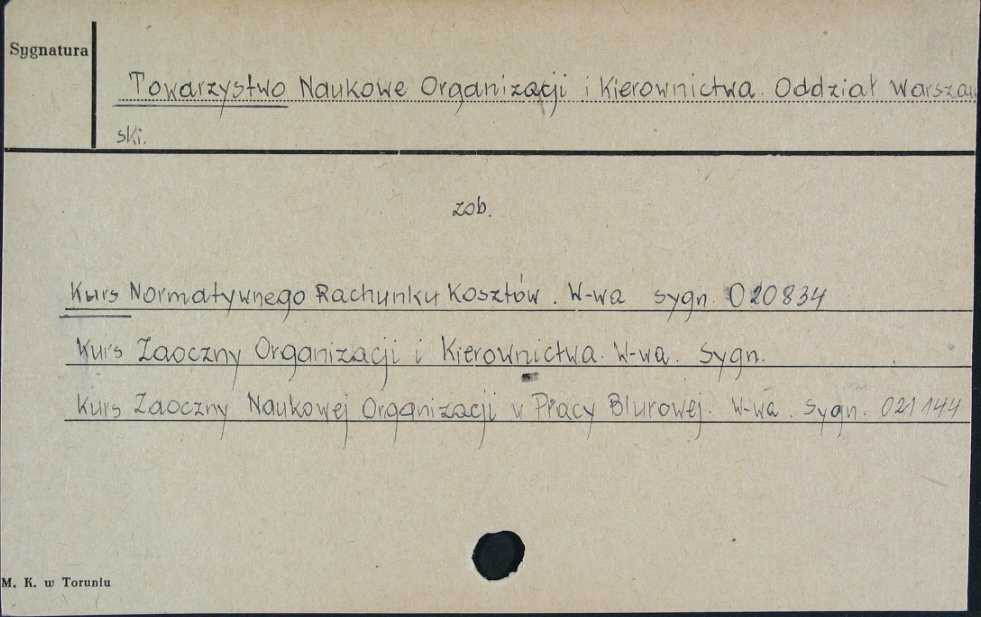 Sygnatura
Towarzystwo Naukowe Organizacji i Kierownictwa. Oddział Warszaw
ski.
zob.
Kurs Normatywnego Rachunku Kosztów. W-wa sygn. 020834
Kurs Zaoczny Organizacji i Kierownictwa. W-wa. Sygn.
Kurs Zaoczny Naukowej Organizacji w Pracy Biurowej. W-wa. Sygn. 021144
M. K. w Toruniu